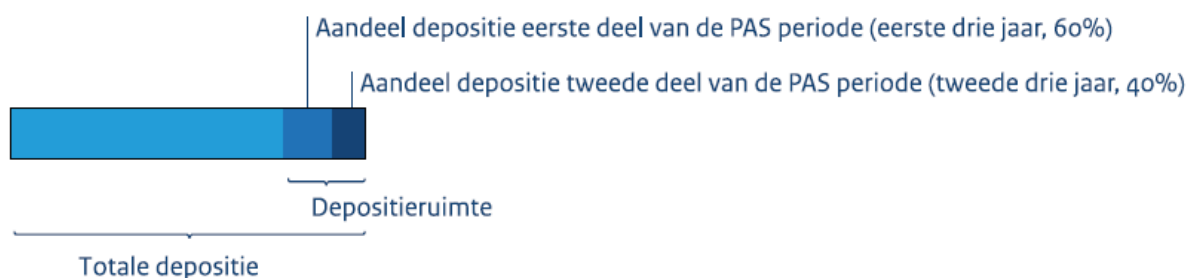 Aandeel depositie eerste deel van de PAS periode (eerste drie jaar, 60%)
Aandeel depositie tweede deel van de PAS periode (tweede drie jaar, 40%)
Depositieruimte
Totale depositie